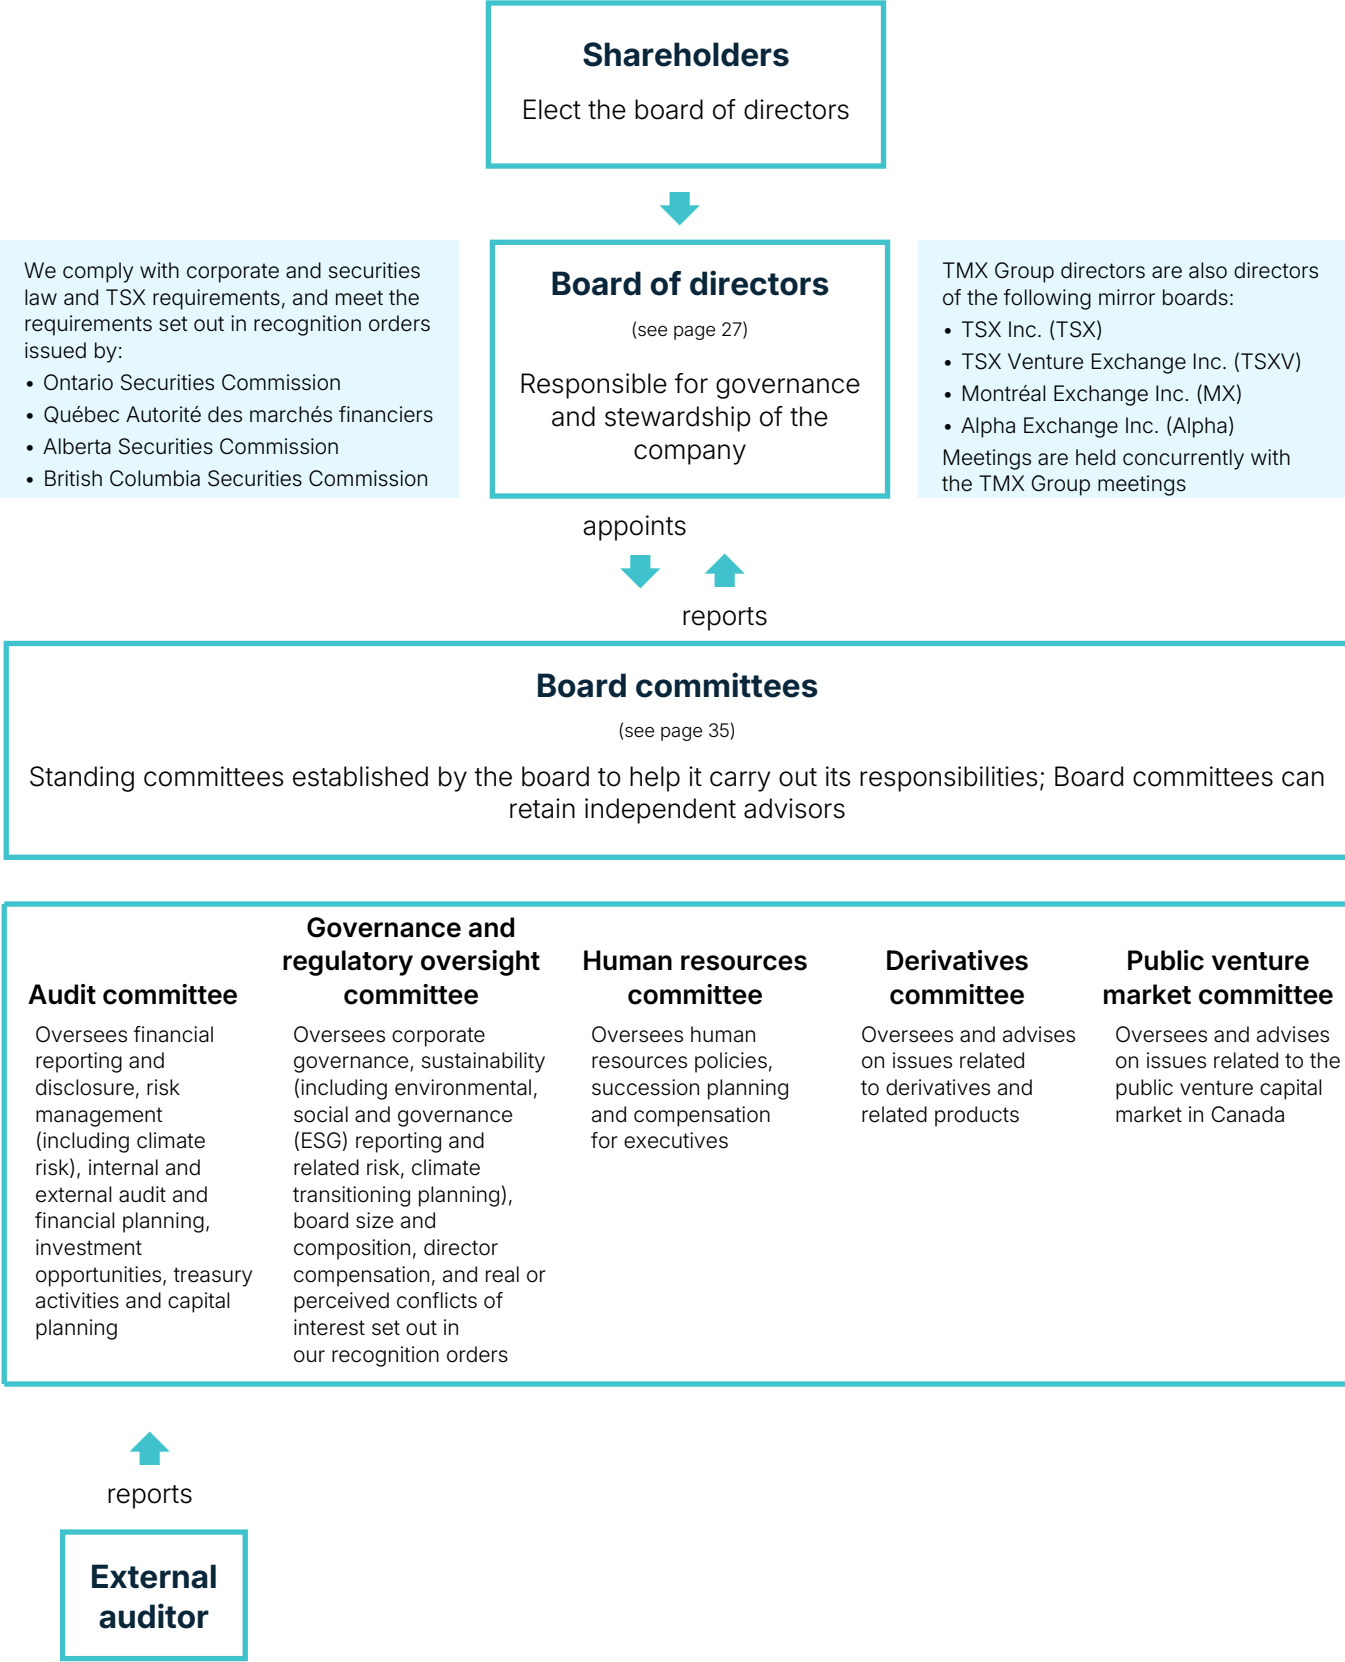 Shareholders
Elect the board of directors
We comply with corporate and securities
law and TSX requirements, and meet the
requirements set out in recognition orders
issued by:
• Ontario Securities Commission
• Québec Autorité des marchés financiers
• Alberta Securities Commission
• British Columbia Securities Commission
Board of directors
(see page 27)
Responsible for governance
and stewardship of the
company
TMX Group directors are also directors
of the following mirror boards:
• TSX Inc. (TSX)
• TSX Venture Exchange Inc. (TSXV)
• Montréal Exchange Inc. (MX)
• Alpha Exchange Inc. (Alpha)
Meetings are held concurrently with
the TMX Group meetings
appoints
reports
Board committees
(see page 35)
Standing committees established by the board to help it carry out its responsibilities; Board committees can
retain independent advisors
Audit committee
Oversees financial
reporting and
disclosure, risk
management
(including climate
risk), internal and
external audit and
financial planning,
investment
opportunities, treasury
activities and capital
planning
Governance and
regulatory oversight
committee
Oversees corporate
governance, sustainability
(including environmental,
social and governance
(ESG) reporting and
related risk, climate
transitioning planning),
board size and
composition, director
compensation, and real or
perceived conflicts of
interest set out in
our recognition orders
Human resources
committee
Oversees human
resources policies,
succession planning
and compensation
for executives
Derivatives
committee
Oversees and advises
on issues related
to derivatives and
related products
Public venture
market committee
Oversees and advises
on issues related to the
public venture capital
market in Canada
reports
External
auditor